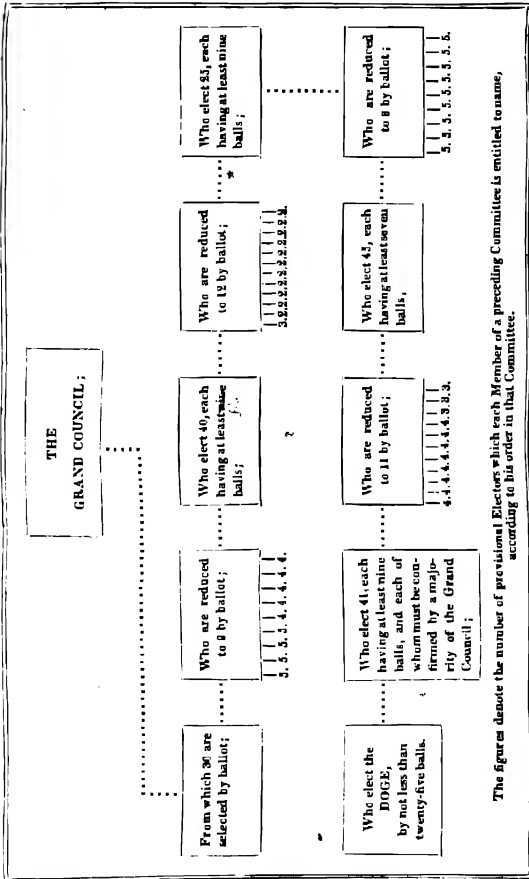 THE
GRAND COUNCIL;
From which 30 are
selected by ballot;
Who are reduced
to 9 by ballot;
5. 5. 5. 5. 4. 4. 4. 4. 4.
Who elect 40, each
having at least nine
balls;
Who are reduced
to 12 by ballot;
3.2.2.2.2.2.2.2.2.2.2.2.
Who elect 25, each
having at least nine
balls;
Who are reduced
to 9 by ballot;
5. 5. 5. 5. 5. 5. 5. 5. 5.
Who elect 45, each
having at least seven
balls,
Who are reduced
to 11 by ballot;
4.4.4.4.4.4.4.4.3.3.3.
Who elect 41, each
having at least nine
balls, and each of
whom must be con-
firmed by a majo-
rity of the Grand
Council;
Who elect the
DOGE,
by not less than
twenty-five balls.
The figures denote the number of provisional Electors which each Member of a preceding Committee is entitled to name,
according to his order in that Committee.